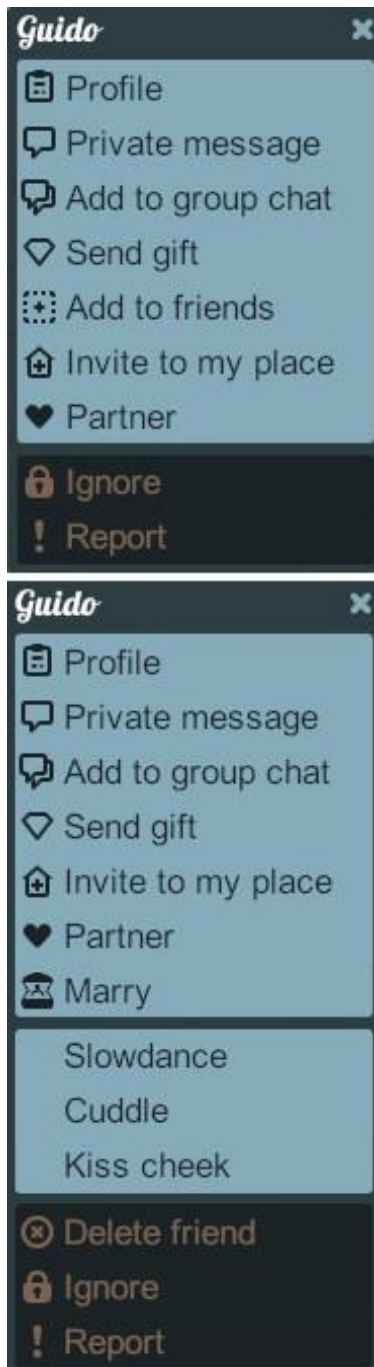 Guido
Profile
Private message
Add to group chat
Send gift
Add to friends
Invite to my place
Partner
Ignore
Report
Guido
Profile
Private message
Add to group chat
Send gift
Invite to my place
Partner
Marry
Slowdance
Cuddle
Kiss cheek
Delete friend
Ignore
Report